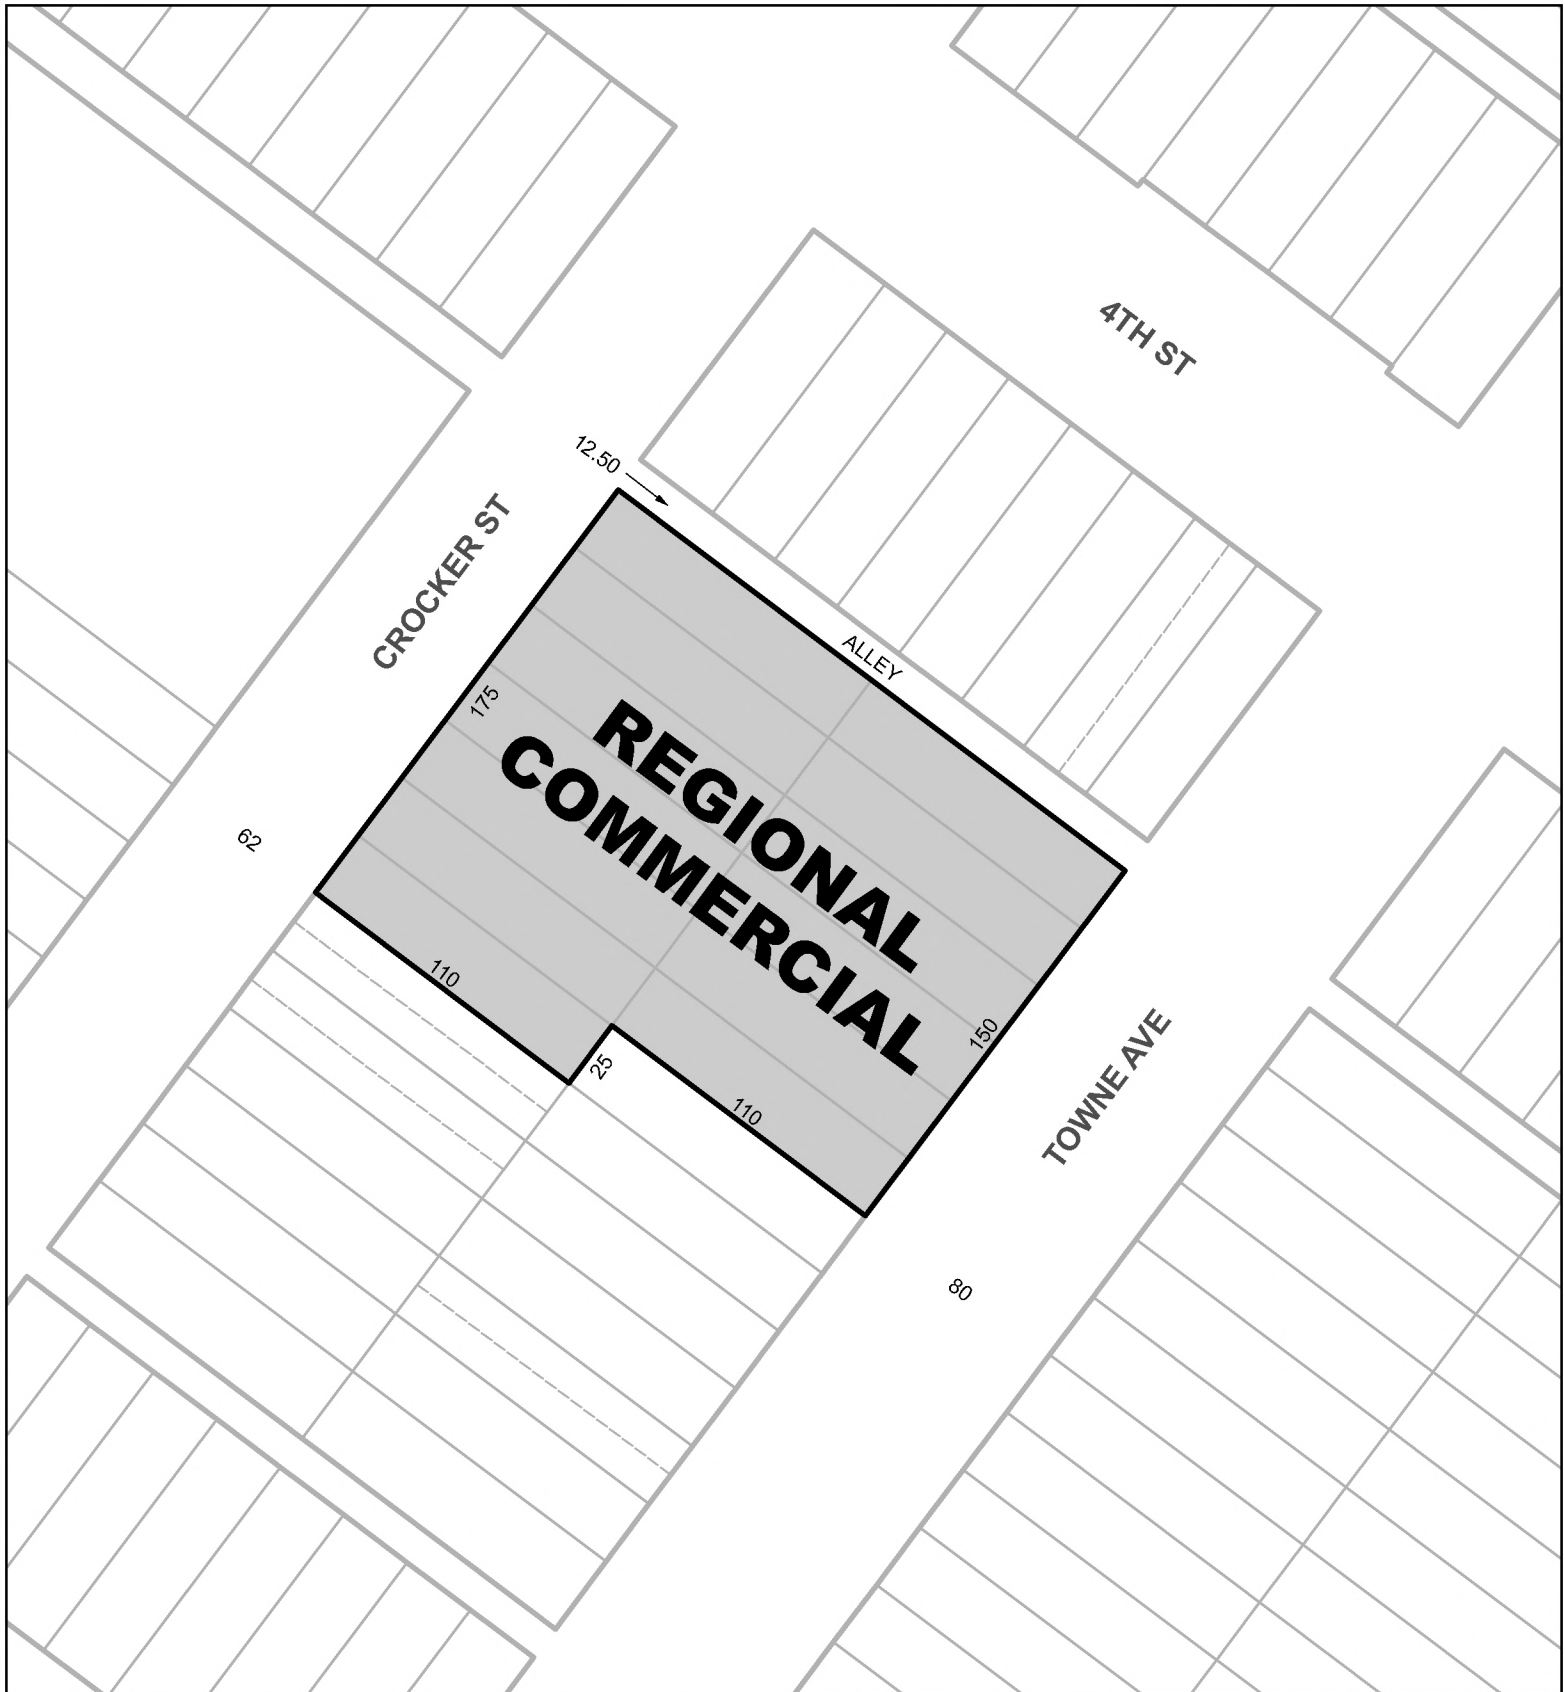 4TH ST
12.50
CROCKER ST
ALLEY
175
REGIONAL
COMMERCIAL
62
110
25
110
150
TOWNE AVE
80